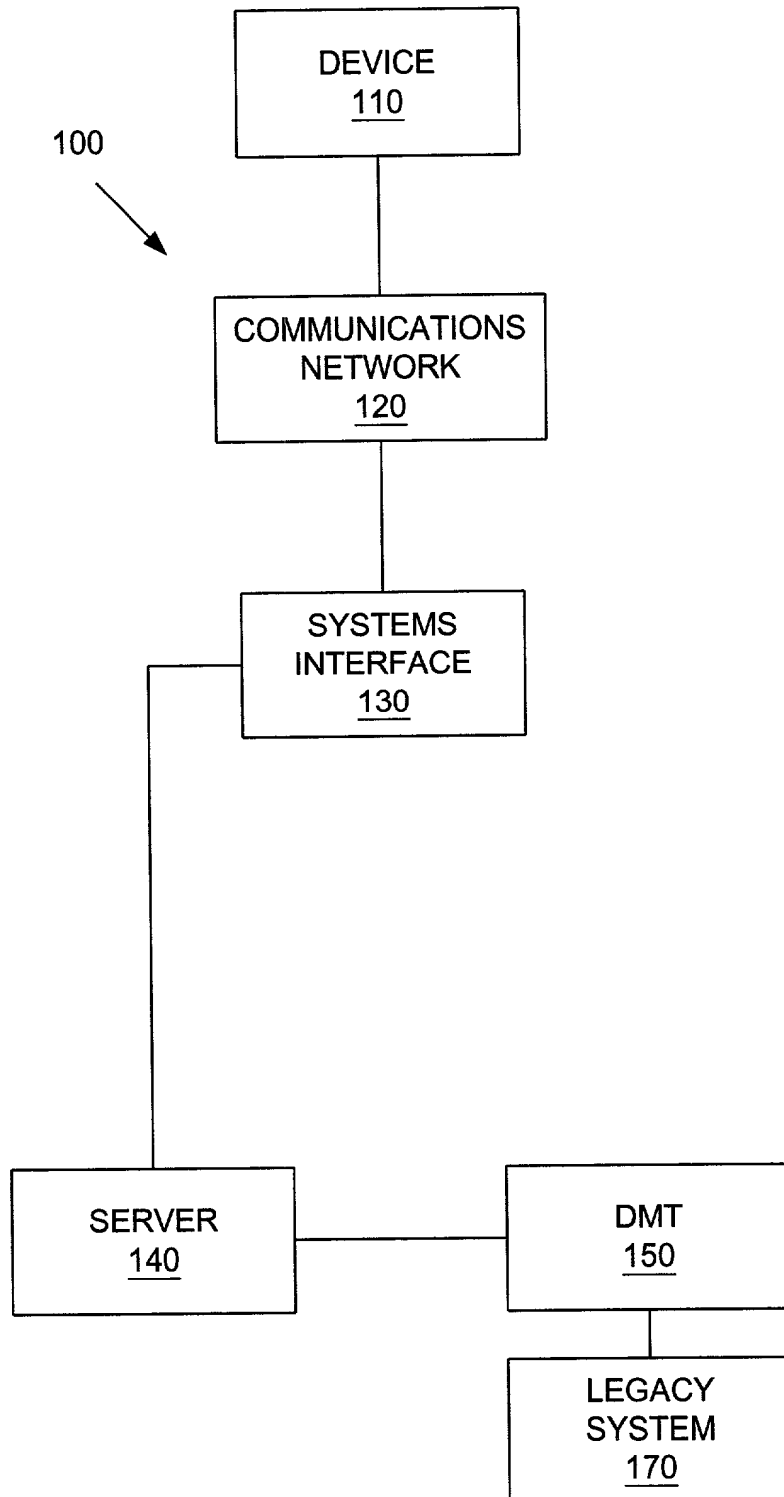 DEVICE
110
100
COMMUNICATIONS
NETWORK
120
SYSTEMS
INTERFACE
130
SERVER
140
DMT
150
LEGACY
SYSTEM
170